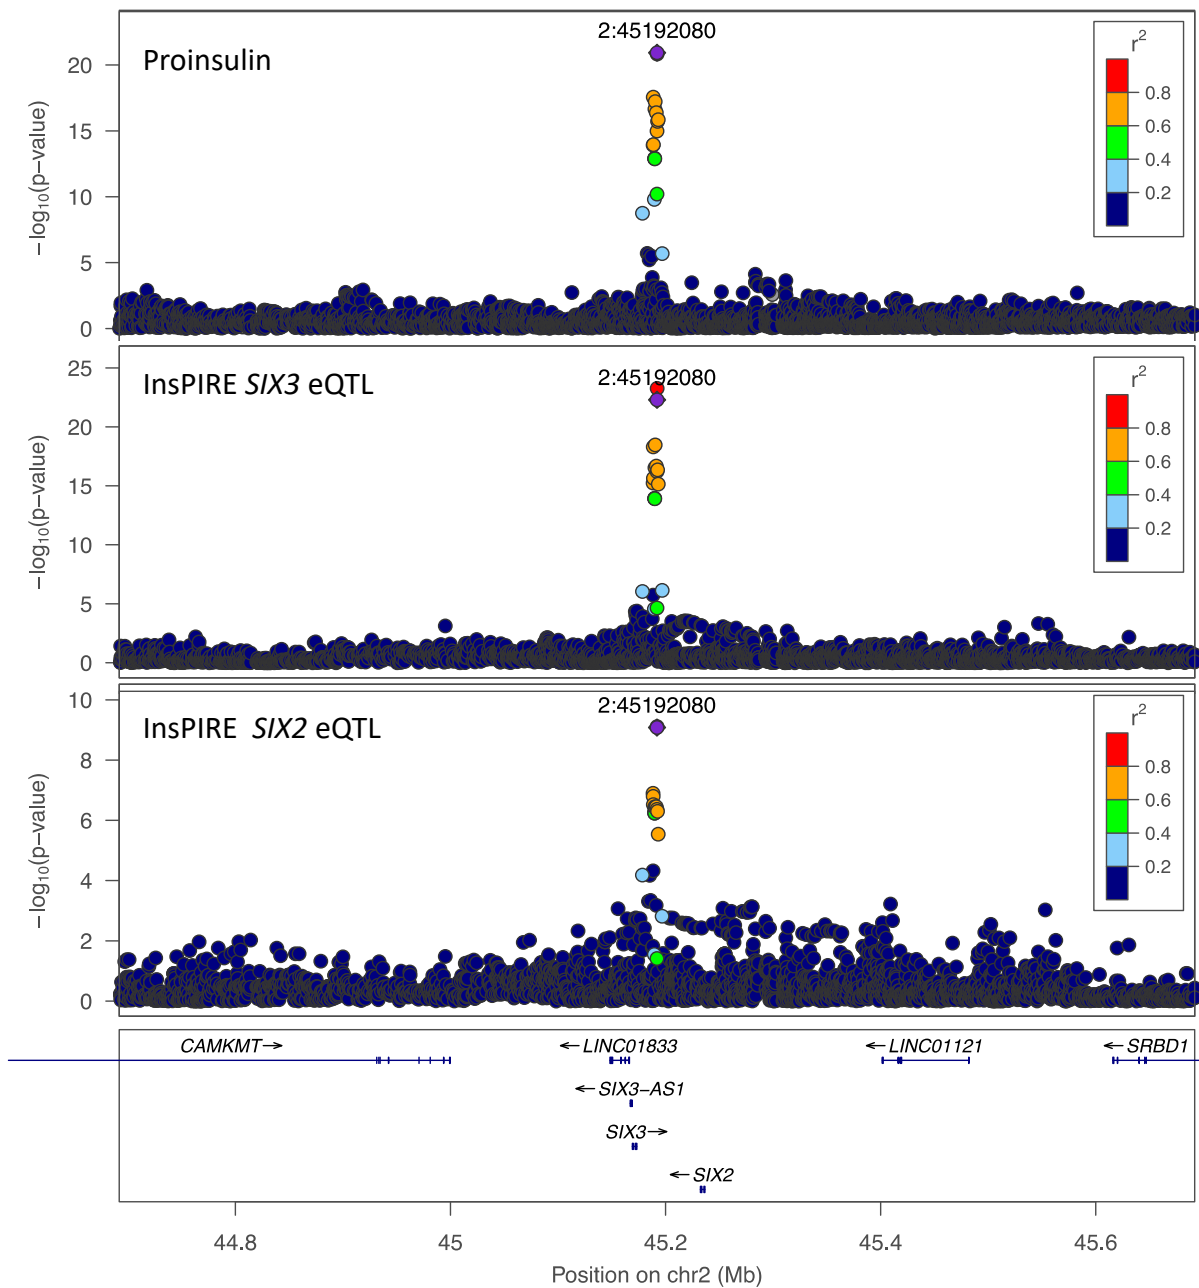 2:45192080
Proinsulin
r²
0.8
0.6
0.4
0.2
20
15
10
5
0
−log₁₀(p−value)
2:45192080
InsPIRE SIX3 eQTL
r²
0.8
0.6
0.4
0.2
25
20
15
10
5
0
−log₁₀(p−value)
2:45192080
InsPIRE SIX2 eQTL
r²
0.8
0.6
0.4
0.2
10
8
6
4
2
0
−log₁₀(p−value)
CAMKMT→ ←LINC01833 ←LINC01121 ←SRBD1
←SIX3−AS1
SIX3→
←SIX2
44.8 45 45.2 45.4 45.6
Position on chr2 (Mb)